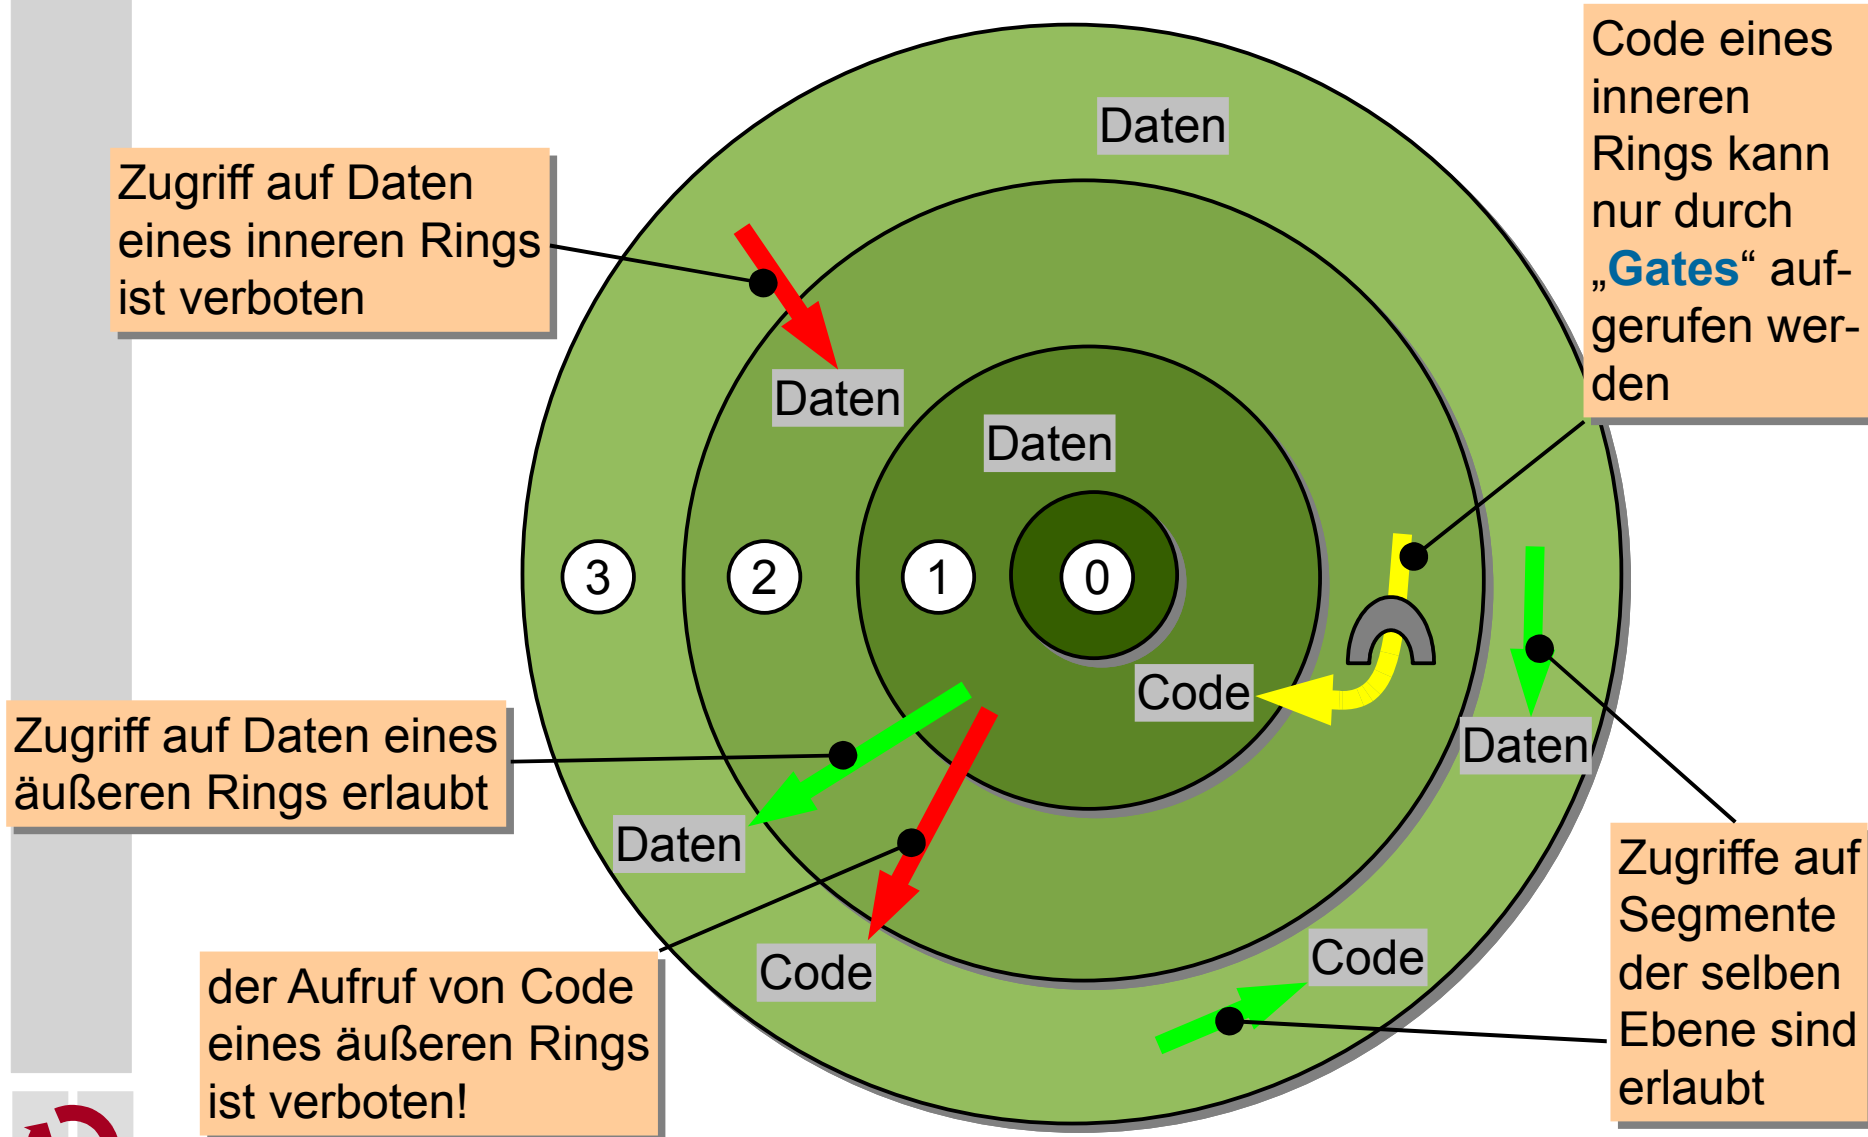 Code eines
inneren
Rings kann
nur durch
„Gates“ auf-
gerufen wer-
den
Daten
Zugriff auf Daten
eines inneren Rings
ist verboten
Daten
Daten
3
2
1
0
Code
Daten
Zugriff auf Daten eines
äußeren Rings erlaubt
Daten
Zugriffe auf
Segmente
der selben
Ebene sind
erlaubt
Code
Code
der Aufruf von Code
eines äußeren Rings
ist verboten!